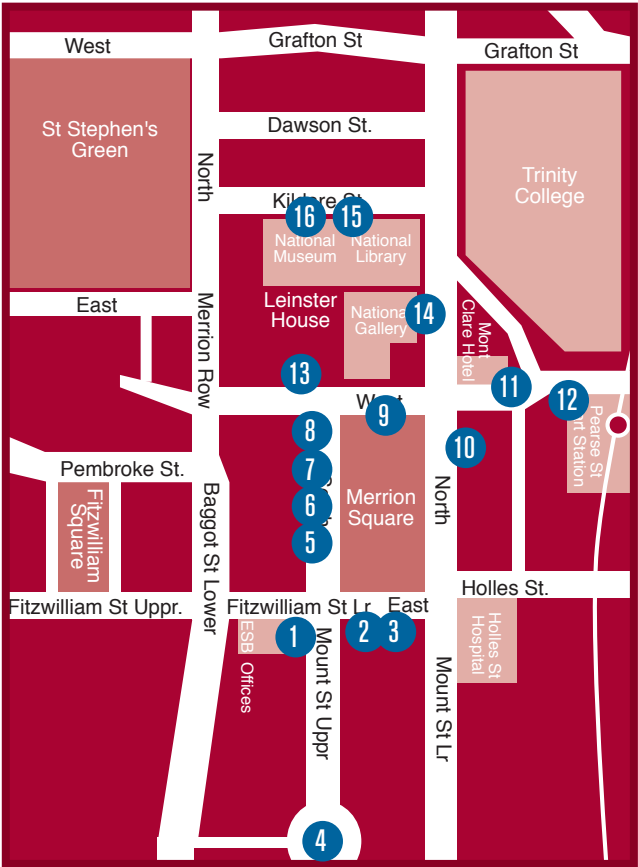 West
Grafton St
Grafton St
St Stephen's
Green
North
Dawson St.
Trinity
College
Kildare St
16
15
National
Museum
National
Library
East
Merrion Row
Leinster
House
National
Gallery
14
Mont
Clare Hotel
13
11
12
West
9
8
10
Pearse St
Pembroke St.
7
Fitzwilliam
Square
Baggot St Lower
6
Merrion
Square
North
5
Holles St.
Fitzwilliam St Uppr.
Fitzwilliam St Lr
East
1
2
3
ESB Offices
Mount St Uppr
Mount St Lr
Holles St
Hospital
4